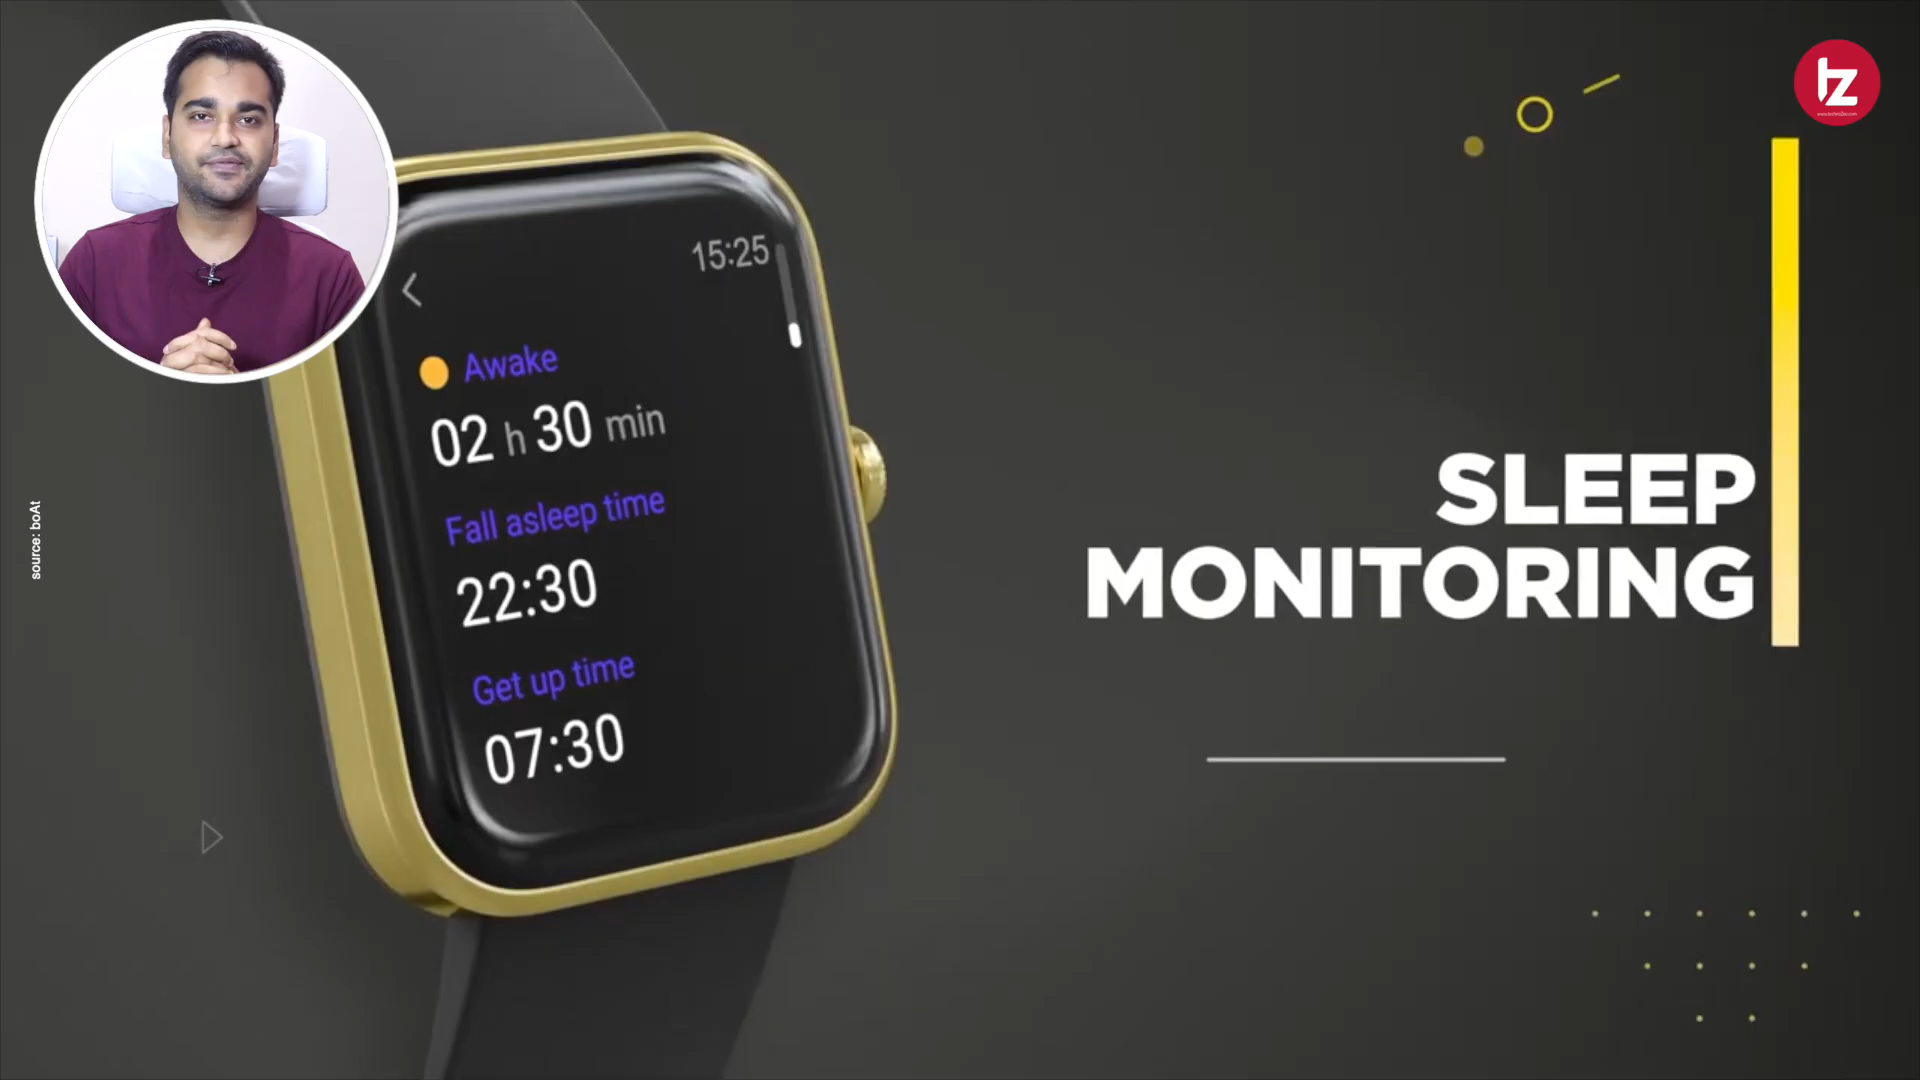 15:25
Awake
02 h 30 min
Fall asleep time
22:30
Get up time
07:30
SLEEP
MONITORING
source: boAt
tz